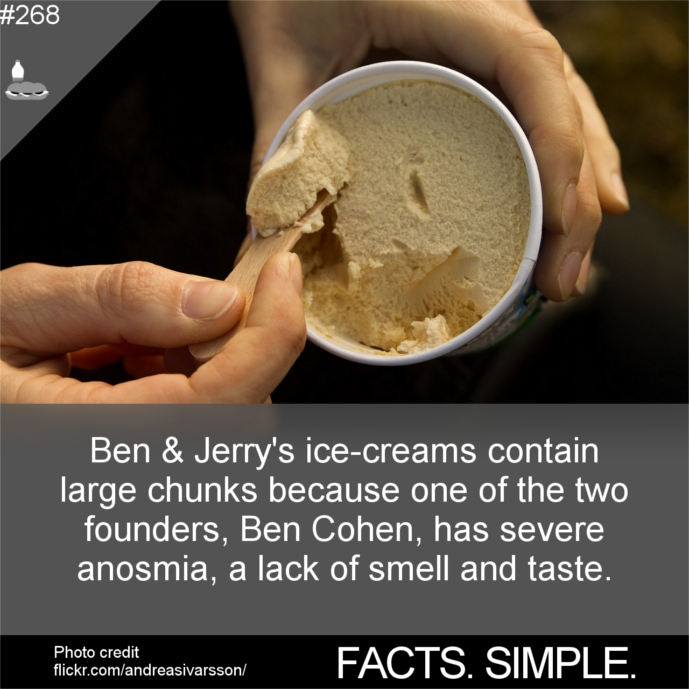 #268
Ben & Jerry's ice-creams contain
large chunks because one of the two
founders, Ben Cohen, has severe
anosmia, a lack of smell and taste.
Photo credit
flickr.com/andreasivarsson/
FACTS. SIMPLE.